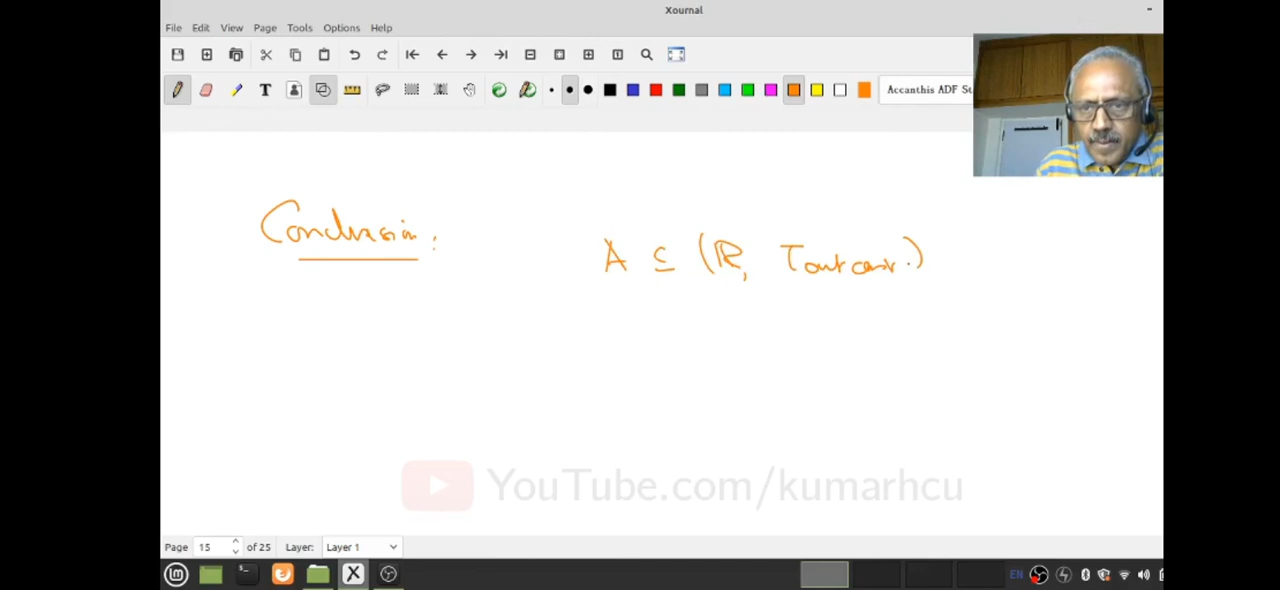 Xournal
File Edit View Page Tools Options Help
Accanthis ADF St
Conclusion:
A ⊆ (ℝ, T
YouTube.com/kumarhcu
Page 15 of 25 Layer: Layer 1
EN